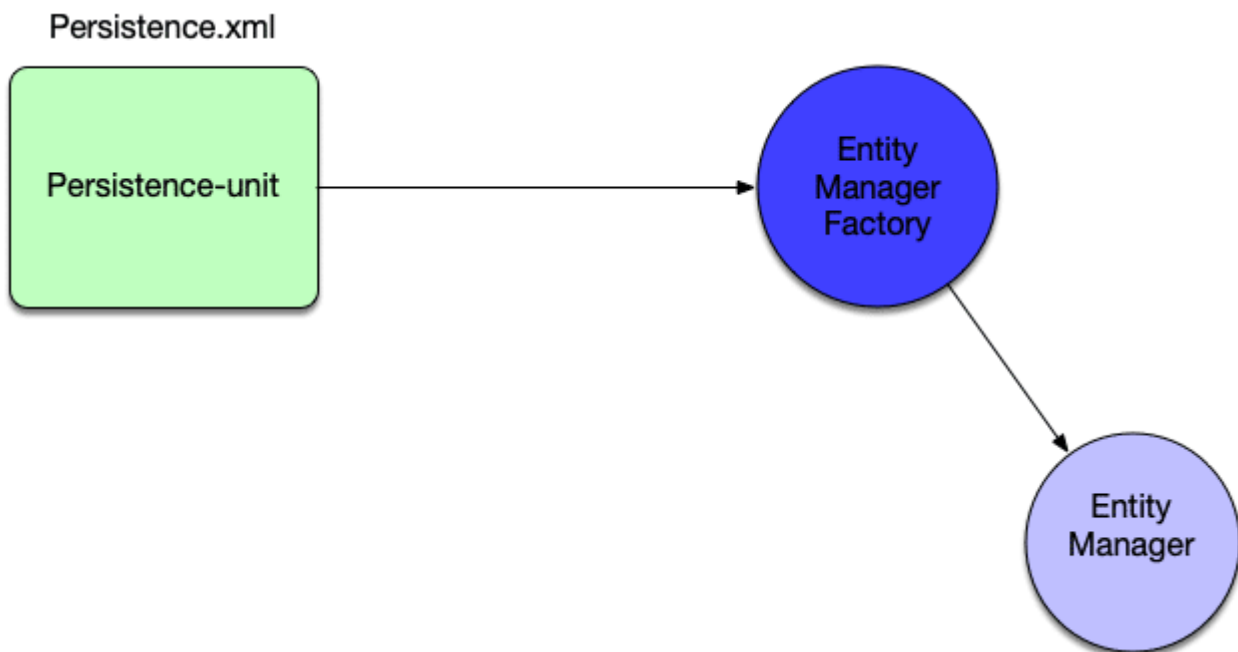 Persistence.xml
Persistence-unit
Entity
Manager
Factory
Entity
Manager